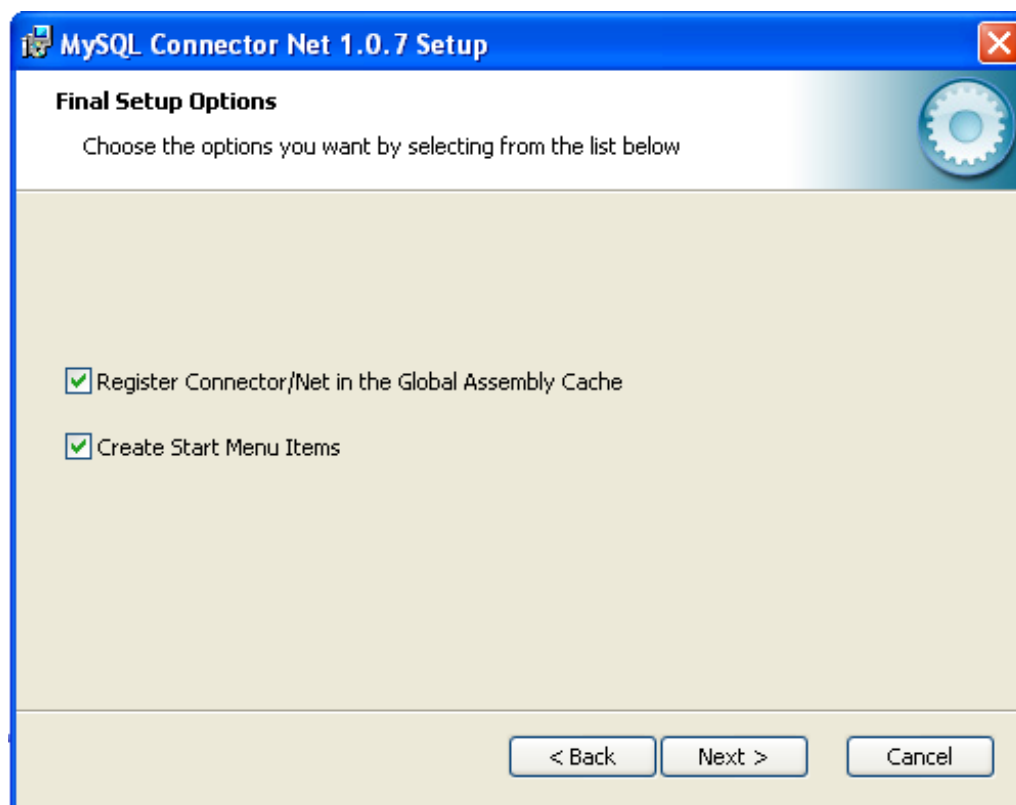 MySQL Connector Net 1.0.7 Setup
Final Setup Options
Choose the options you want by selecting from the list below
Register Connector/Net in the Global Assembly Cache
Create Start Menu Items
< Back Next > Cancel